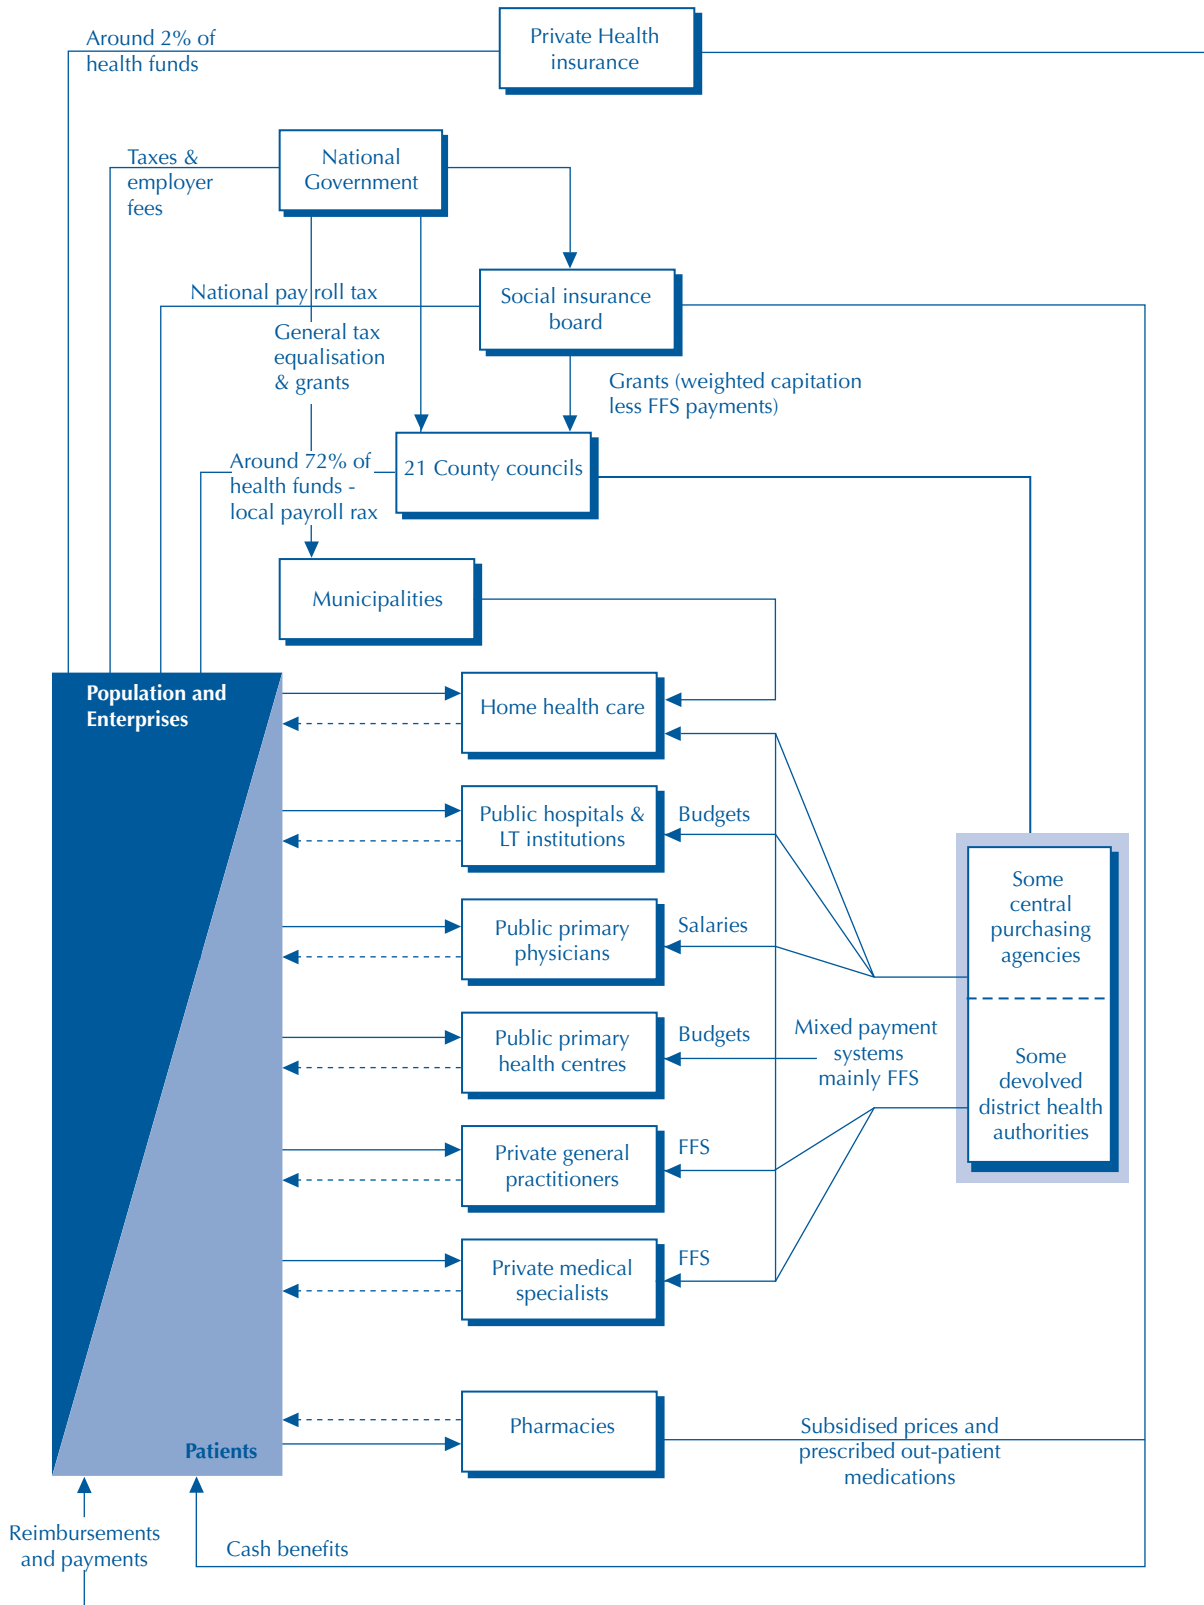 Around 2% of
health funds
Private Health
insurance
Taxes &
employer
fees
National
Government
National pay roll tax
Social insurance
board
General tax
equalisation
& grants
Grants (weighted capitation
less FFS payments)
Around 72% of
health funds -
local payroll rax
21 County councils
Municipalities
Population and
Enterprises
Home health care
Public hospitals &
LT institutions
Budgets
Public primary
physicians
Salaries
Some
central
purchasing
agencies
Public primary
health centres
Budgets
Mixed payment
systems
mainly FFS
Some
devolved
district health
authorities
Private general
practitioners
FFS
Private medical
specialists
FFS
Pharmacies
Subsidised prices and
prescribed out-patient
medications
Patients
Reimbursements
and payments
Cash benefits